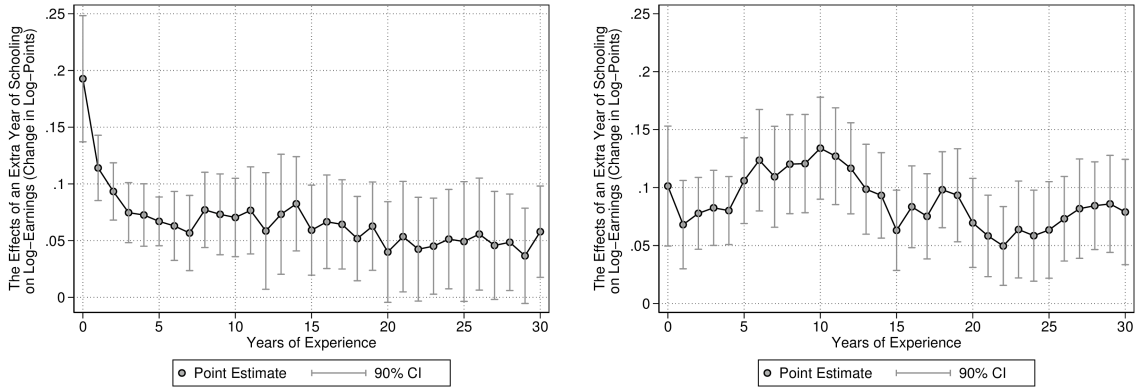 The Effects of an Extra Year of Schooling
on Log−Earnings (Change in Log−Points)
.25
.2
.15
.1
.05
0
0 5 10 15 20 25 30
Years of Experience
Point Estimate 90% CI
The Effects of an Extra Year of Schooling
on Log−Earnings (Change in Log−Points)
.25
.2
.15
.1
.05
0
0 5 10 15 20 25 30
Years of Experience
Point Estimate 90% CI